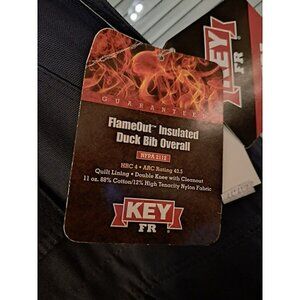 GUARANTEED
FlameOut™ Insulated
Duck Bib Overall
NFPA 2112
HRC 4 • ARC Rating 43.5
Quilt Lining • Double Knee with Cleanout
11 oz. 88% Cotton/12% High Tenacity Nylon Fabric
KEY
FR
KEY
FR